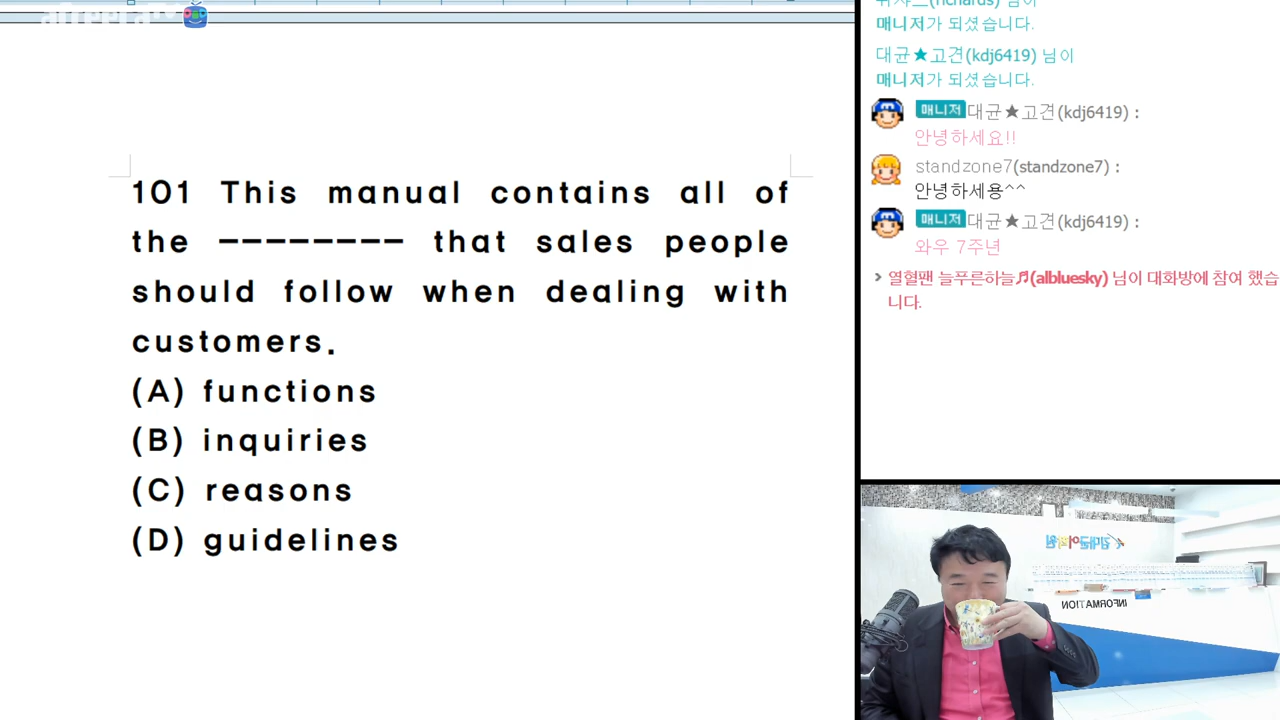 afreecaTV
101 This manual contains all of
the -------- that sales people
should follow when dealing with
customers.
(A) functions
(B) inquiries
(C) reasons
(D) guidelines
(richards) 님이
매니저가 되셨습니다.
대균★고견(kdj6419) 님이
매니저가 되셨습니다.
매니저 대균★고견(kdj6419) :
안녕하세요!!
standzone7(standzone7) :
안녕하세용^^
매니저 대균★고견(kdj6419) :
와우 7주년
> 열혈팬 늘푸른하늘♬(albluesky) 님이 대화방에 참여 했습
니다.
INFORMATION